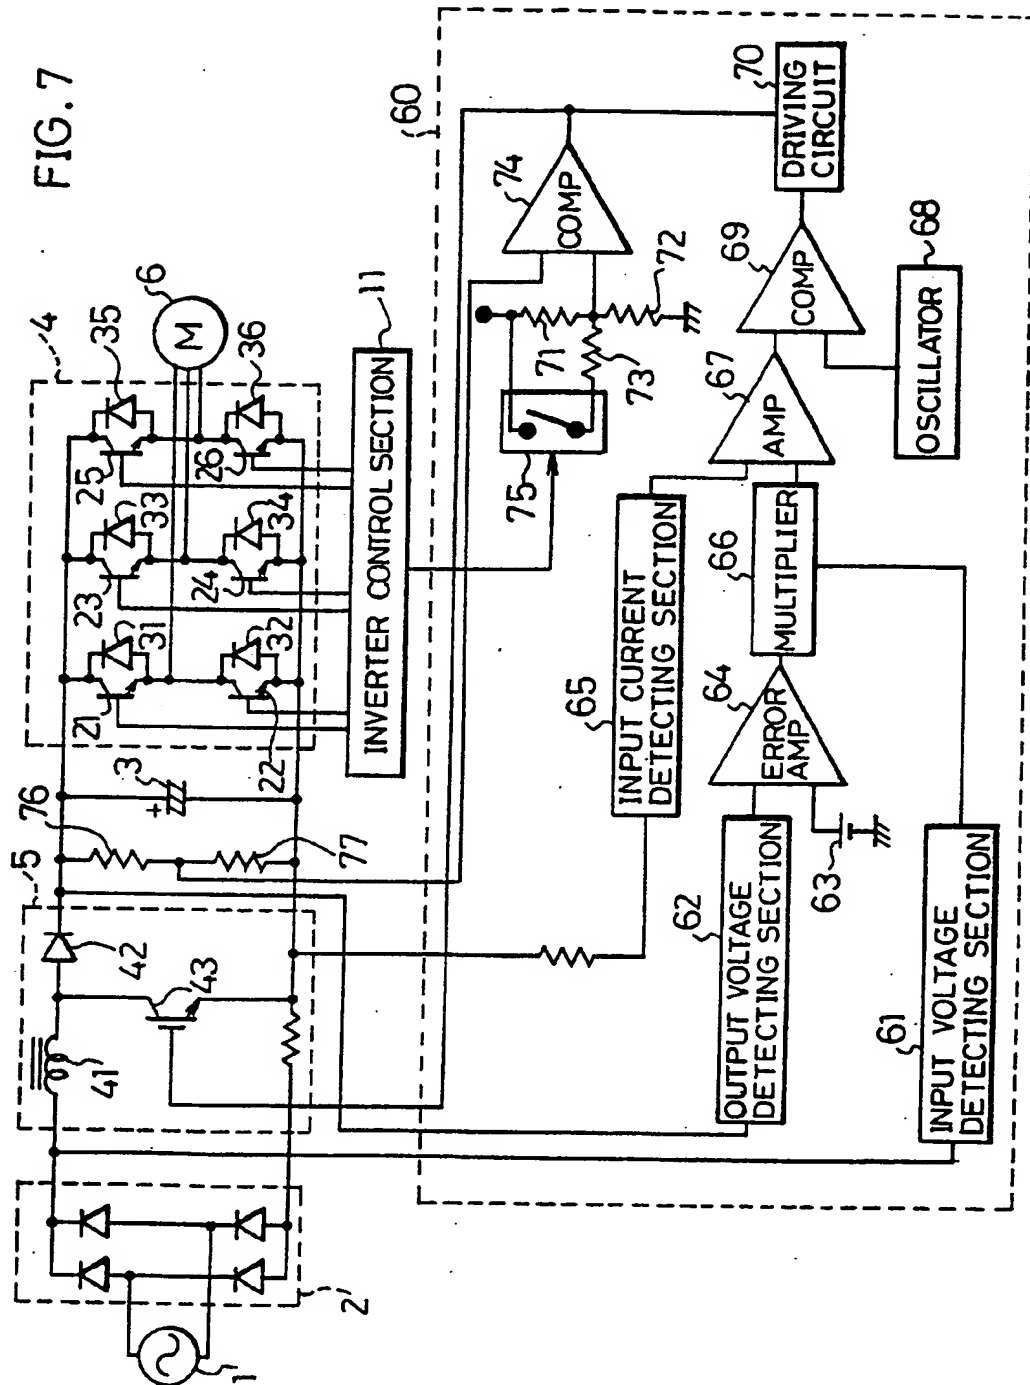 FIG. 7
1
2'
5
41
42
43
76
77
3
+
4
21
22
23
24
25
26
31
32
33
34
35
36
M
6
INVERTER CONTROL SECTION
11
60
61
INPUT VOLTAGE
DETECTING SECTION
62
OUTPUT VOLTAGE
DETECTING SECTION
63
64
ERROR
AMP
65
INPUT CURRENT
DETECTING SECTION
66
MULTIPLIER
67
AMP
68
OSCILLATOR
69
COMP
70
DRIVING
CIRCUIT
71
72
73
74
COMP
75